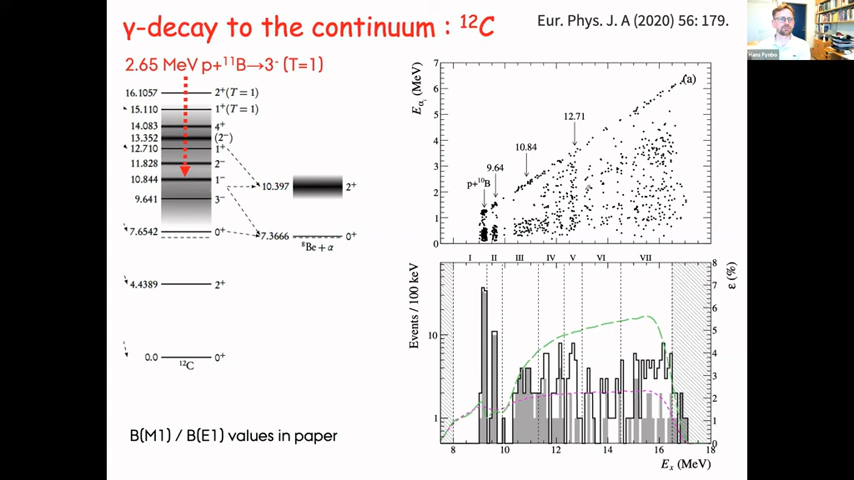 γ-decay to the continuum : ¹²C
Eur. Phys. J. A (2020) 56: 179.
Hans Fynbo
2.65 MeV p+¹¹B→3⁻ (T=1)
16.1057 2⁺(T = 1)
15.110 1⁺(T = 1)
14.083 4⁺
13.352 (2⁻)
12.710 1⁺
11.828 2⁻
10.844 1⁻
9.641 3⁻
7.6542 0⁺
4.4389 2⁺
0.0 0⁺
¹²C
10.397 2⁺
7.3666 0⁺
⁸Be + α
Eα (MeV)
7
6
5
4
3
2
1
0
(a)
12.71
10.84
9.64
p+¹⁰B
I II III IV V VI VII
Events/100 keV
10
1
8
7
6
5
4
3
2
1
0
ε (%)
8 10 12 14 16 18
Eₓ (MeV)
B(M1) / B(E1) values in paper